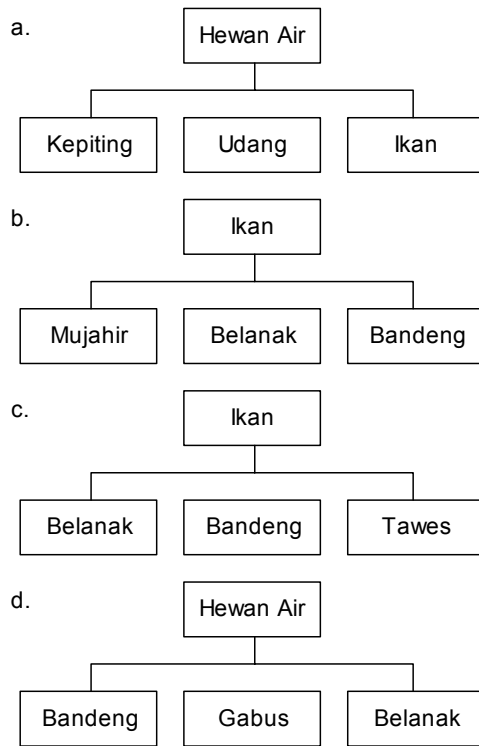 a.
Hewan Air
Kepiting Udang Ikan
b.
Ikan
Mujahir Belanak Bandeng
c.
Ikan
Belanak Bandeng Tawes
d.
Hewan Air
Bandeng Gabus Belanak